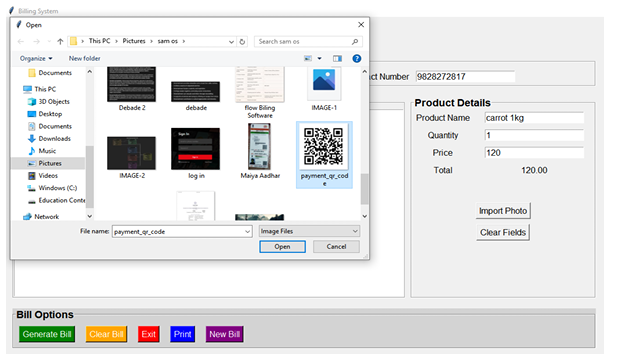 Billing System
Open
This PC > Pictures > sam os >
Search sam os
Organize
New folder
Documents
This PC
3D Objects
Desktop
Documents
Downloads
Music
Pictures
Videos
Windows (C:)
Education Conte
Network
Debade 2
debade
flow Biling
Software
IMAGE-1
IMAGE-2
log in
Maiya Aadhar
payment_qr_cod
e
File name: payment_qr_code
Image Files
Open
Cancel
ct Number 9828272817
Product Details
Product Name carrot 1kg
Quantity 1
Price 120
Total 120.00
Import Photo
Clear Fields
Bill Options
Generate Bill
Clear Bill
Exit
Print
New Bill